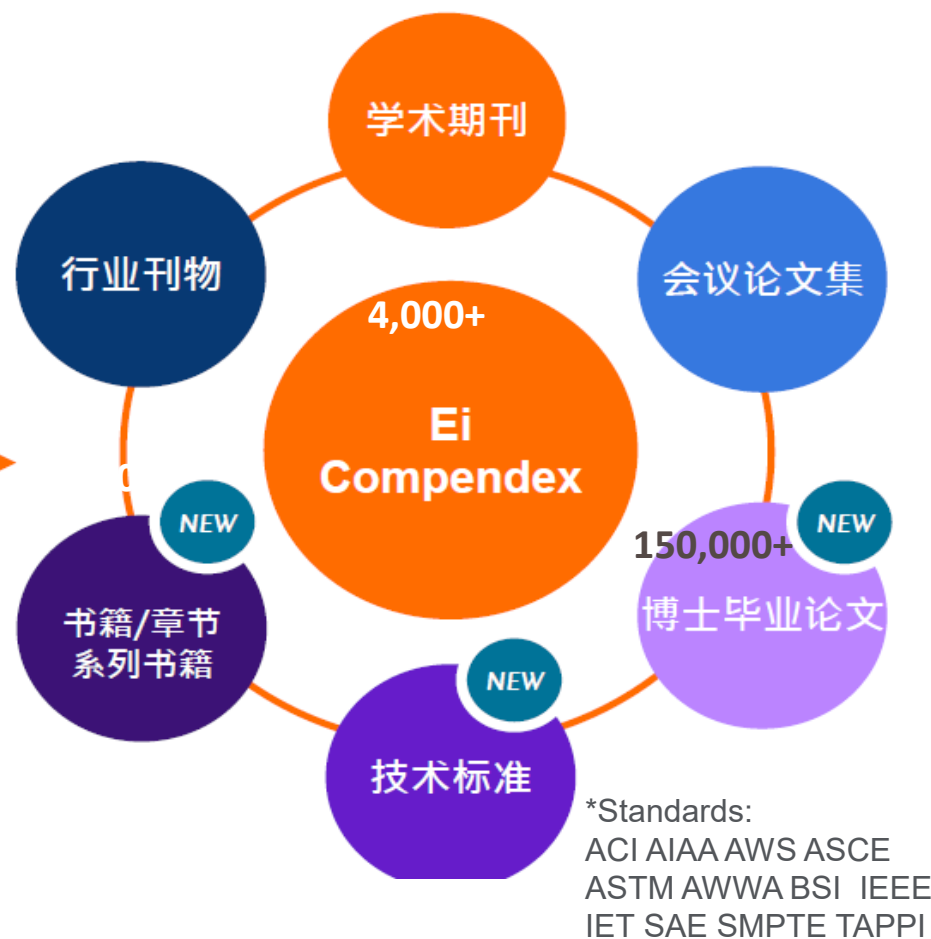 学术期刊
行业刊物
会议论文集
4,000+
Ei
Compendex
NEW
NEW
150,000+
书籍/章节
系列书籍
博士毕业论文
NEW
技术标准
*Standards:
ACI AIAA AWS ASCE
ASTM AWWA BSI IEEE
IET SAE SMPTE TAPPI